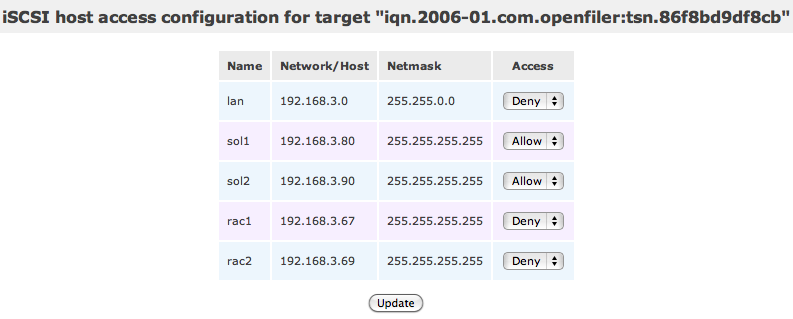 iSCSI host access configuration for target "iqn.2006-01.com.openfiler:tsn.86f8bd9df8cb"
Name Network/Host Netmask Access
lan 192.168.3.0 255.255.0.0 Deny
sol1 192.168.3.80 255.255.255.255 Allow
sol2 192.168.3.90 255.255.255.255 Allow
rac1 192.168.3.67 255.255.255.255 Deny
rac2 192.168.3.69 255.255.255.255 Deny
Update